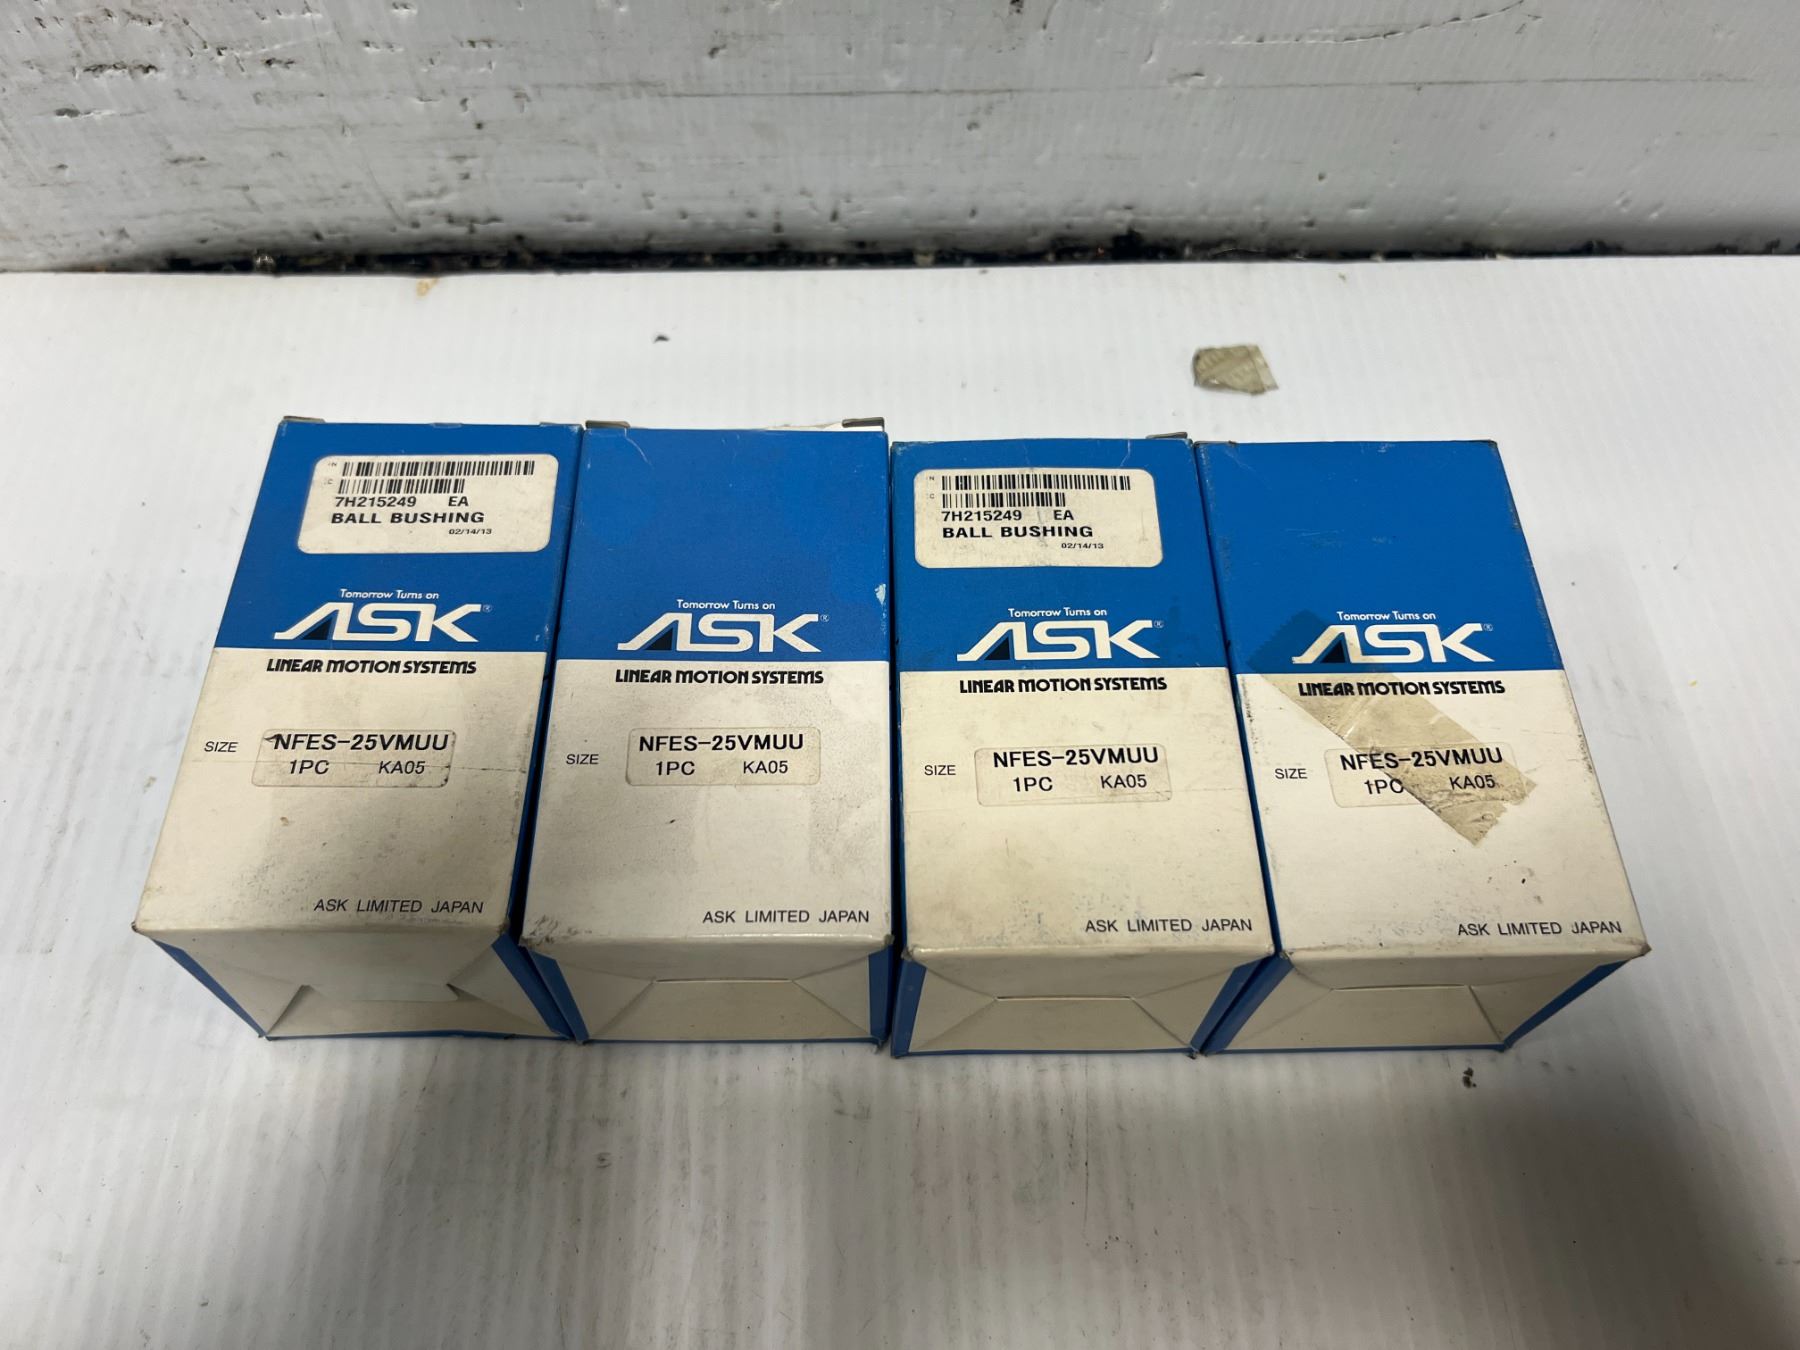 7H215249 EA
BALL BUSHING
02/14/13
Tomorrow Turns on
ASK®
LINEAR MOTION SYSTEMS
SIZE NFES-25VMUU
1PC KA05
ASK LIMITED JAPAN
Tomorrow Turns on
ASK®
LINEAR MOTION SYSTEMS
SIZE NFES-25VMUU
1PC KA05
ASK LIMITED JAPAN
7H215249 EA
BALL BUSHING
02/14/13
Tomorrow Turns on
ASK®
LINEAR MOTION SYSTEMS
SIZE NFES-25VMUU
1PC KA05
ASK LIMITED JAPAN
Tomorrow Turns on
ASK®
LINEAR MOTION SYSTEMS
SIZE NFES-25VMUU
1PC KA05
ASK LIMITED JAPAN